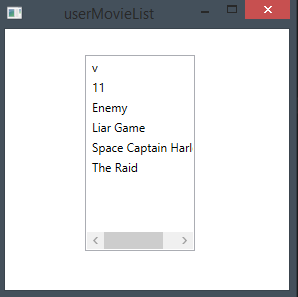 userMovieList
v
11
Enemy
Liar Game
Space Captain Harl
The Raid